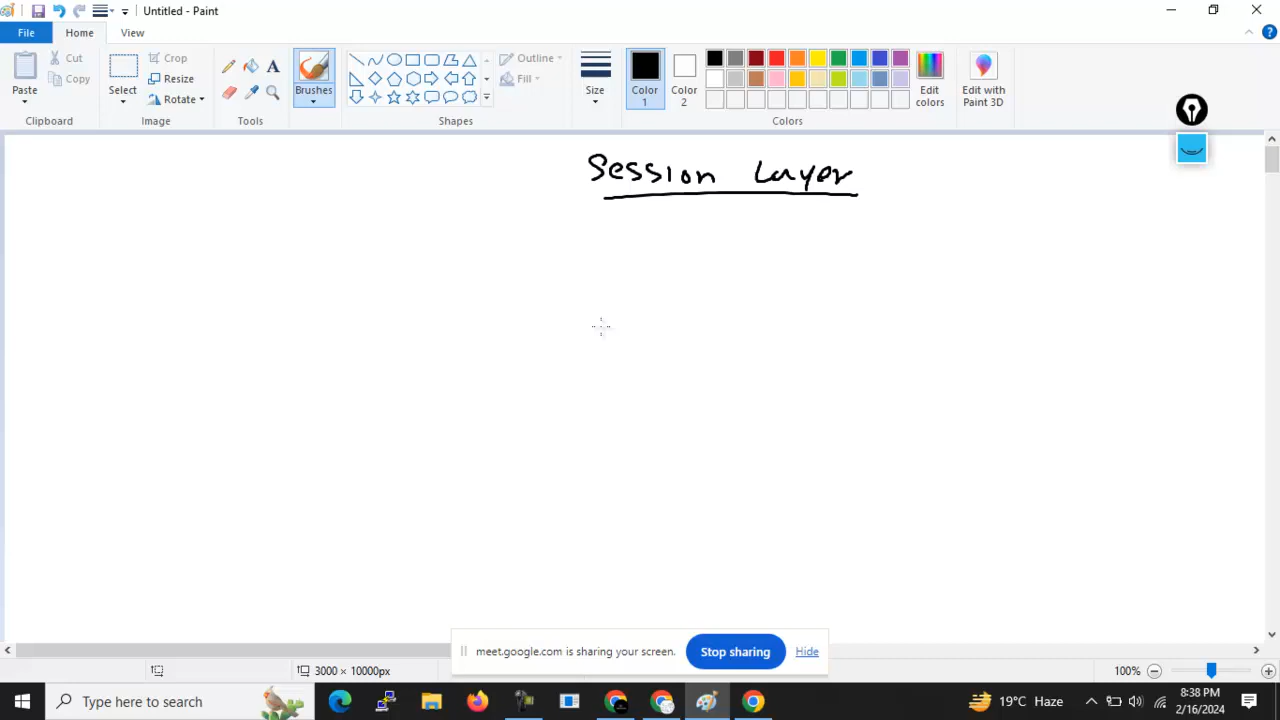 Untitled - Paint
File Home View
Paste
Cut
Copy
Clipboard
Select
Crop
Resize
Rotate
Image
Tools
Brushes
Shapes
Outline
Fill
Size
Color 1
Color 2
Colors
Edit colors
Edit with Paint 3D
Session Layer
meet.google.com is sharing your screen. Stop sharing Hide
3000 × 10000px 100%
Type here to search 19°C Haze 8:38 PM
2/16/2024